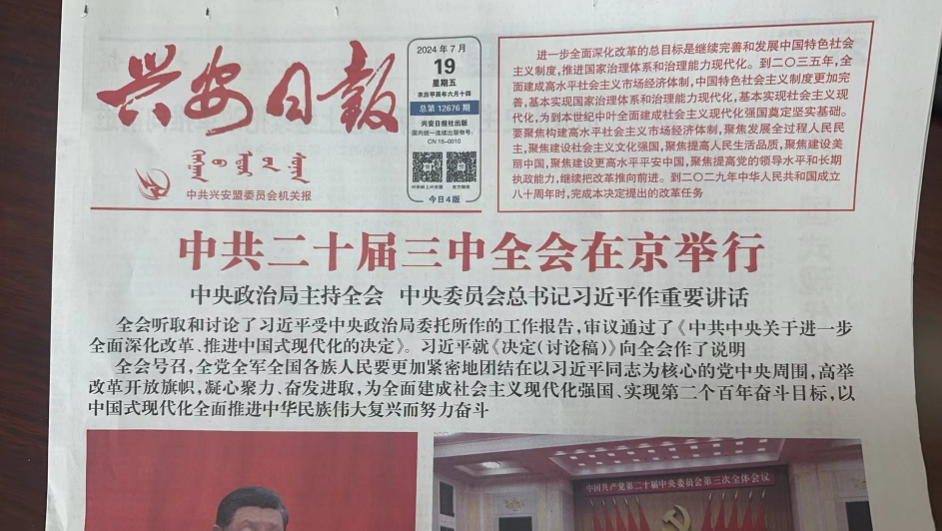 兴安日报
中共兴安盟委员会机关报
2024年7月
19
星期五
农历甲辰年六月十四
总第12676期
兴安日报社出版
国内统一连续出版物号:
CN 15-0010
今日4版
进一步全面深化改革的总目标是继续完善和发展中国特色社会
主义制度,推进国家治理体系和治理能力现代化。到二〇三五年,全
面建成高水平社会主义市场经济体制,中国特色社会主义制度更加完
善,基本实现国家治理体系和治理能力现代化,基本实现社会主义现
代化,为到本世纪中叶全面建成社会主义现代化强国奠定坚实基础。
要聚焦构建高水平社会主义市场经济体制,聚焦发展全过程人民民
主,聚焦建设社会主义文化强国,聚焦提高人民生活品质,聚焦建设美
丽中国,聚焦建设更高水平平安中国,聚焦提高党的领导水平和长期
执政能力,继续把改革推向前进。到二〇二九年中华人民共和国成立
八十周年时,完成本决定提出的改革任务
中共二十届三中全会在京举行
中央政治局主持全会 中央委员会总书记习近平作重要讲话
全会听取和讨论了习近平受中央政治局委托所作的工作报告,审议通过了《中共中央关于进一步
全面深化改革、推进中国式现代化的决定》。习近平就《决定(讨论稿)》向全会作了说明
全会号召,全党全军全国各族人民要更加紧密地团结在以习近平同志为核心的党中央周围,高举
改革开放旗帜,凝心聚力、奋发进取,为全面建成社会主义现代化强国、实现第二个百年奋斗目标,以
中国式现代化全面推进中华民族伟大复兴而努力奋斗
中国共产党第二十届中央委员会第三次全体会议